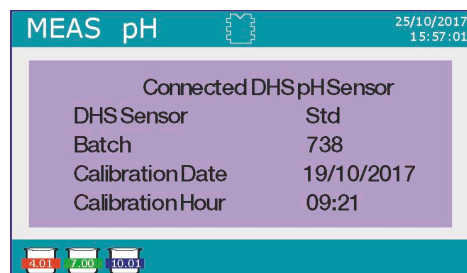 MEAS pH 25/10/2017
15:57:01
Connected DHS pH Sensor
DHS Sensor Std
Batch 738
Calibration Date 19/10/2017
Calibration Hour 09:21
4.01 7.00 10.01